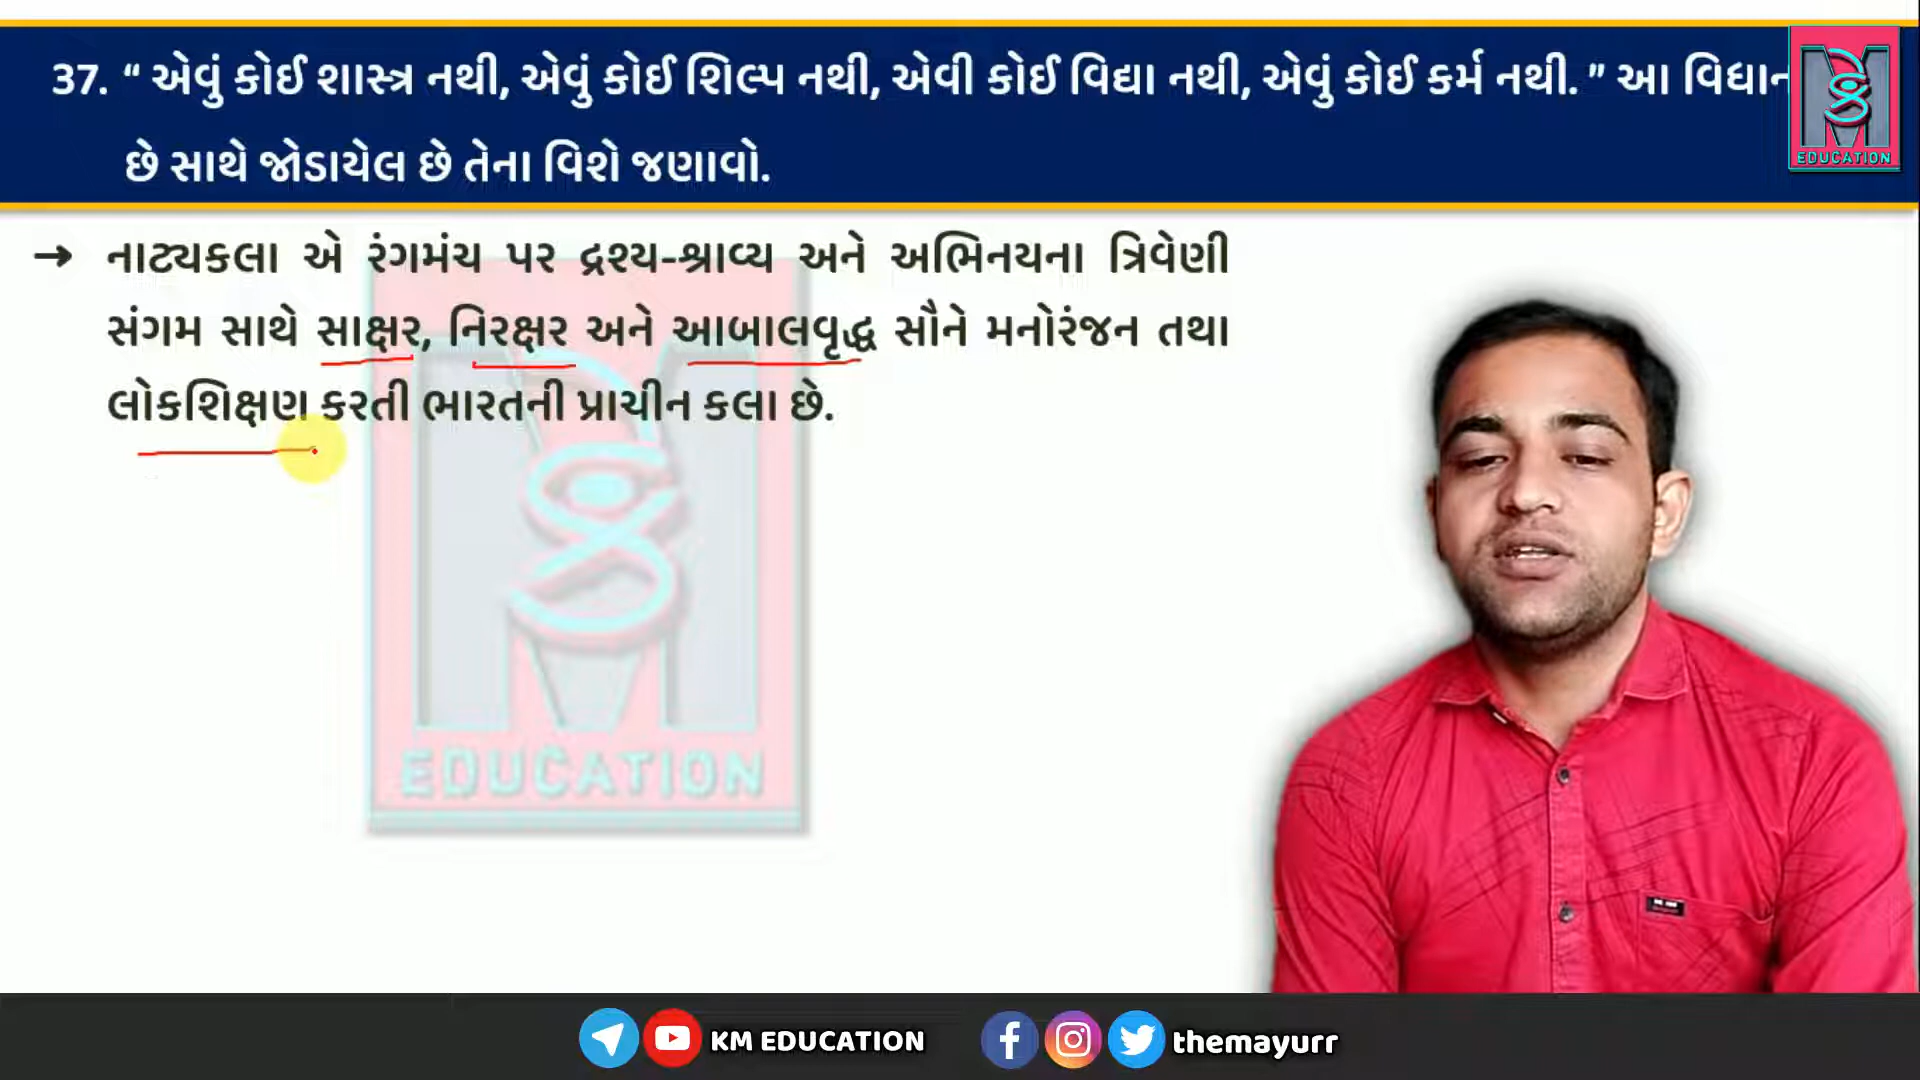 37. “ એવું કોઈ શાસ્ત્ર નથી, એવું કોઈ શિલ્પ નથી, એવી કોઈ વિદ્યા નથી, એવું કોઈ કર્મ નથી. ” આ વિધાન
છે સાથે જોડાયેલ છે તેના વિશે જણાવો.
EDUCATION
→ નાટ્યકલા એ રંગમંચ પર દ્રશ્ય-શ્રાવ્ય અને અભિનયના ત્રિવેણી
સંગમ સાથે સાક્ષર, નિરક્ષર અને આબાલવૃદ્ધ સૌને મનોરંજન તથા
લોકશિક્ષણ કરતી ભારતની પ્રાચીન કલા છે.
EDUCATION
KM EDUCATION
themayurr